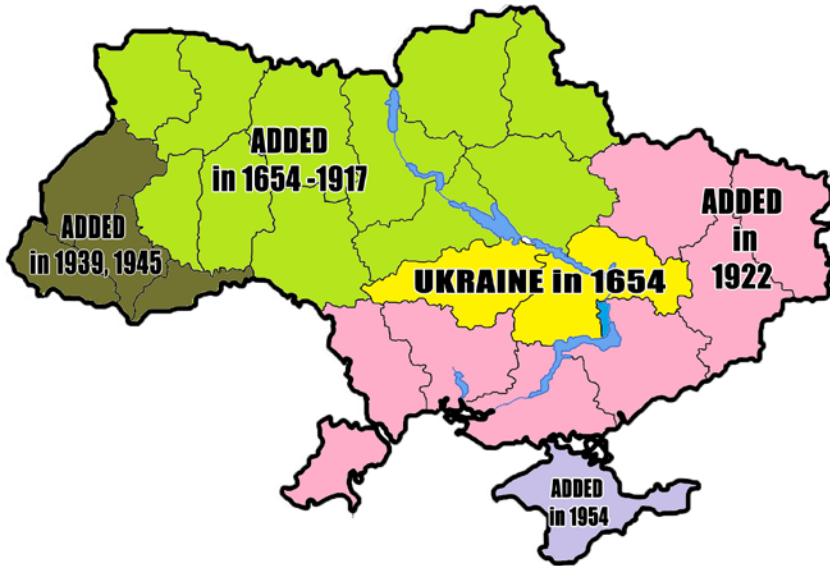 ADDED
in 1654 -1917
ADDED
in 1939, 1945
ADDED
in
1922
UKRAINE in 1654
ADDED
in 1954